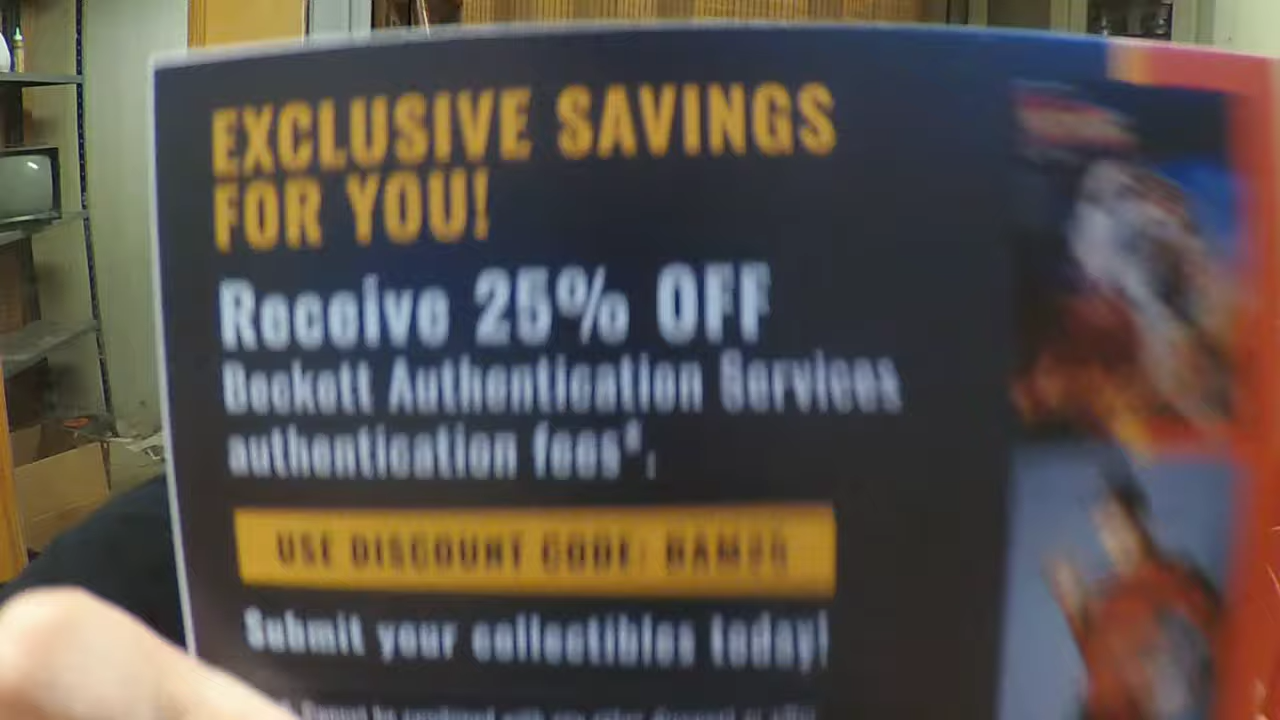 EXCLUSIVE SAVINGS
FOR YOU!
Receive 25% OFF
Beckett Authentication Services
authentication fees*.
USE DISCOUNT CODE:
Submit your collectibles today!